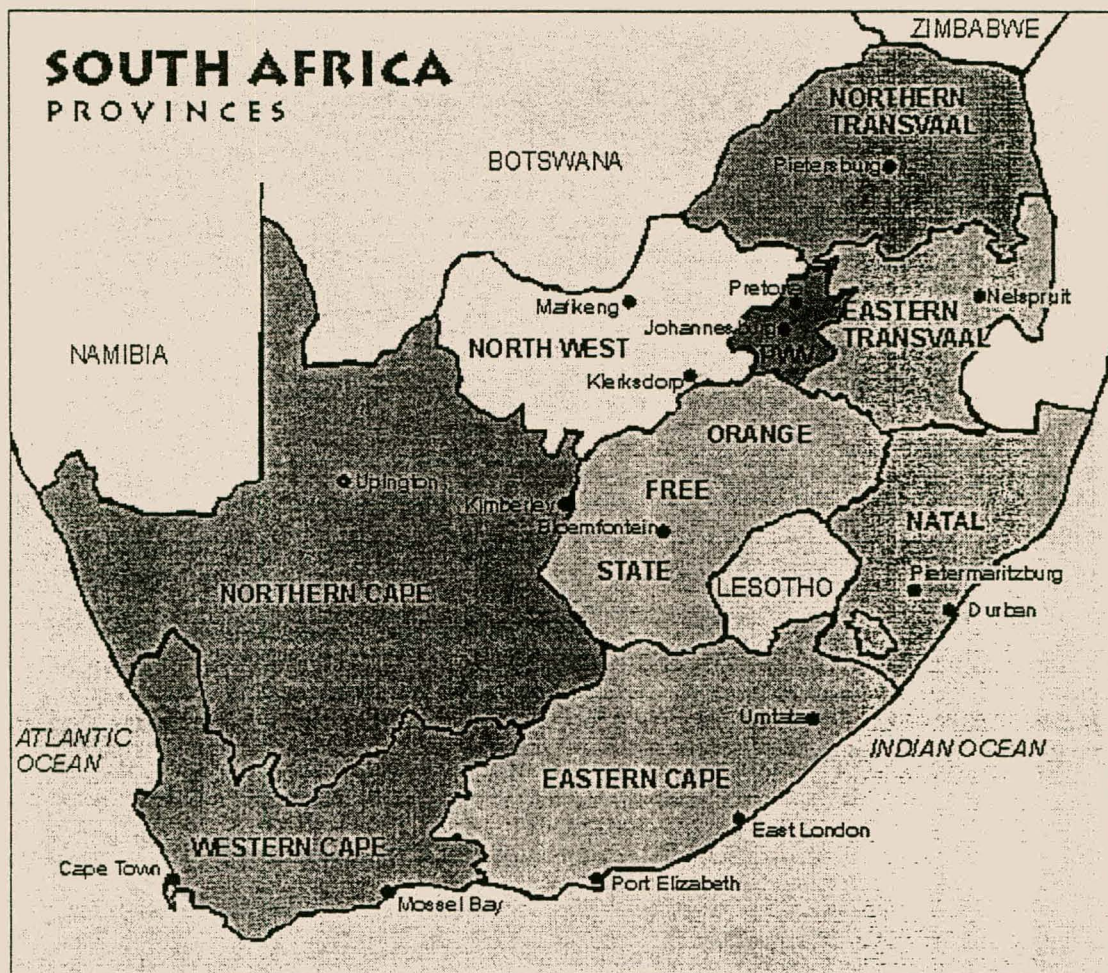 SOUTH AFRICA
PROVINCES
ZIMBABWE
NORTHERN
TRANSVAAL
Pietersburg
BOTSWANA
Mafikeng
Pretoria
Nelspruit
Johannesburg
EASTERN
TRANSVAAL
NAMIBIA
NORTH WEST
PWV
Klerksdorp
ORANGE
FREE
STATE
Upington
Kimberley
Bloemfontein
NATAL
LESOTHO
Pietermaritzburg
Durban
NORTHERN CAPE
Umtata
ATLANTIC
OCEAN
INDIAN OCEAN
EASTERN CAPE
East London
WESTERN CAPE
Cape Town
Port Elizabeth
Mossel Bay